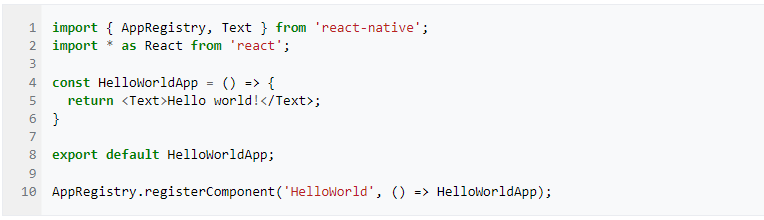 1 import { AppRegistry, Text } from 'react-native';
2 import * as React from 'react';
3
4 const HelloWorldApp = () => {
5   return <Text>Hello world!</Text>;
6 }
7
8 export default HelloWorldApp;
9
10 AppRegistry.registerComponent('HelloWorld', () => HelloWorldApp);